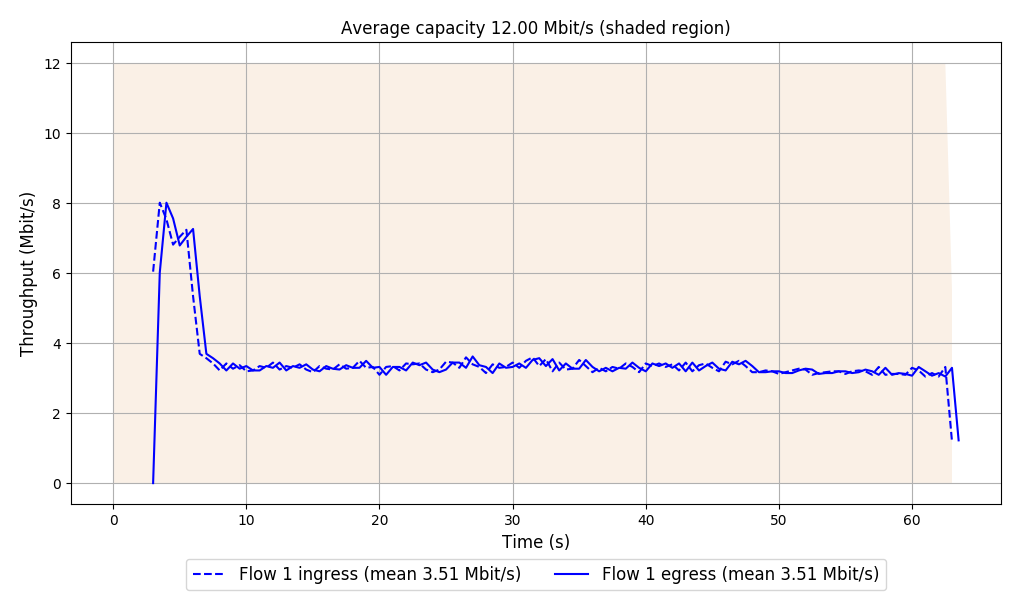 Average capacity 12.00 Mbit/s (shaded region)
12
10
8
6
4
2
0
Throughput (Mbit/s)
0 10 20 30 40 50 60
Time (s)
Flow 1 ingress (mean 3.51 Mbit/s) Flow 1 egress (mean 3.51 Mbit/s)